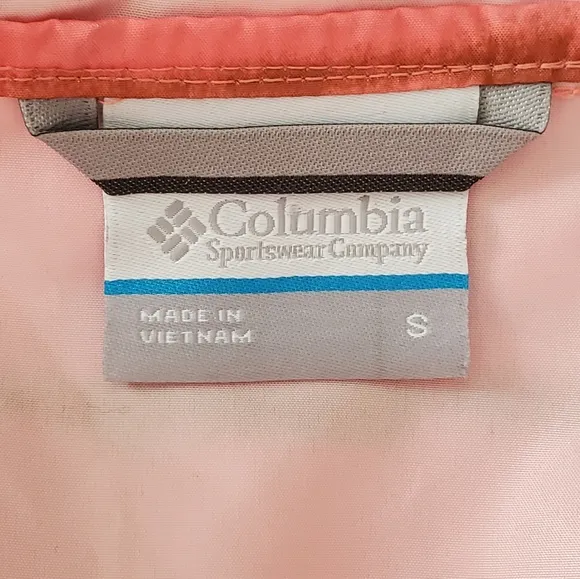 Columbia
Sportswear Company
MADE IN
VIETNAM
S